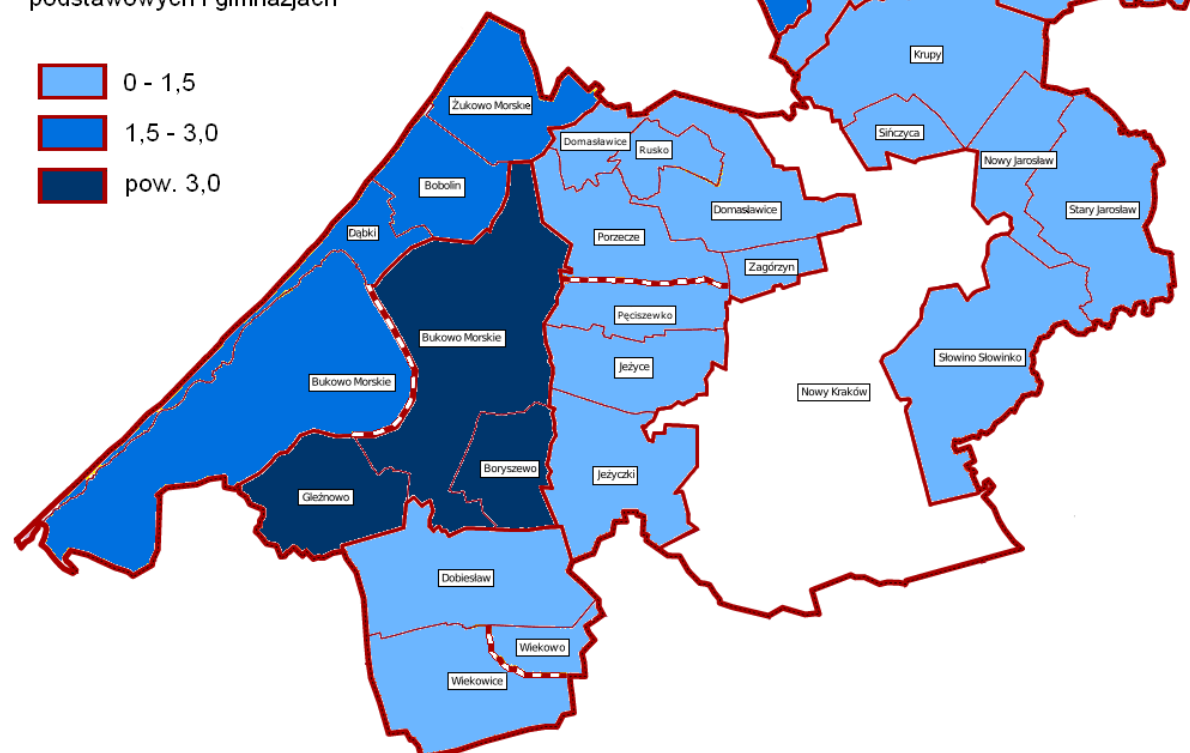 podstawowych i gimnazjach
0 - 1,5
1,5 - 3,0
pow. 3,0
Krupy
Żukowo Morskie
Sińczyca
Domasławice
Rusko
Nowy Jarosław
Bobolin
Domasławice
Stary Jarosław
Dąbki
Porzecze
Zagórzyn
Pęciszewko
Bukowo Morskie
Słowino Słowinko
Jeżyce
Bukowo Morskie
Nowy Kraków
Boryszewo
Jeżyczki
Gleźnowo
Dobiesław
Wiekowo
Wiekowice